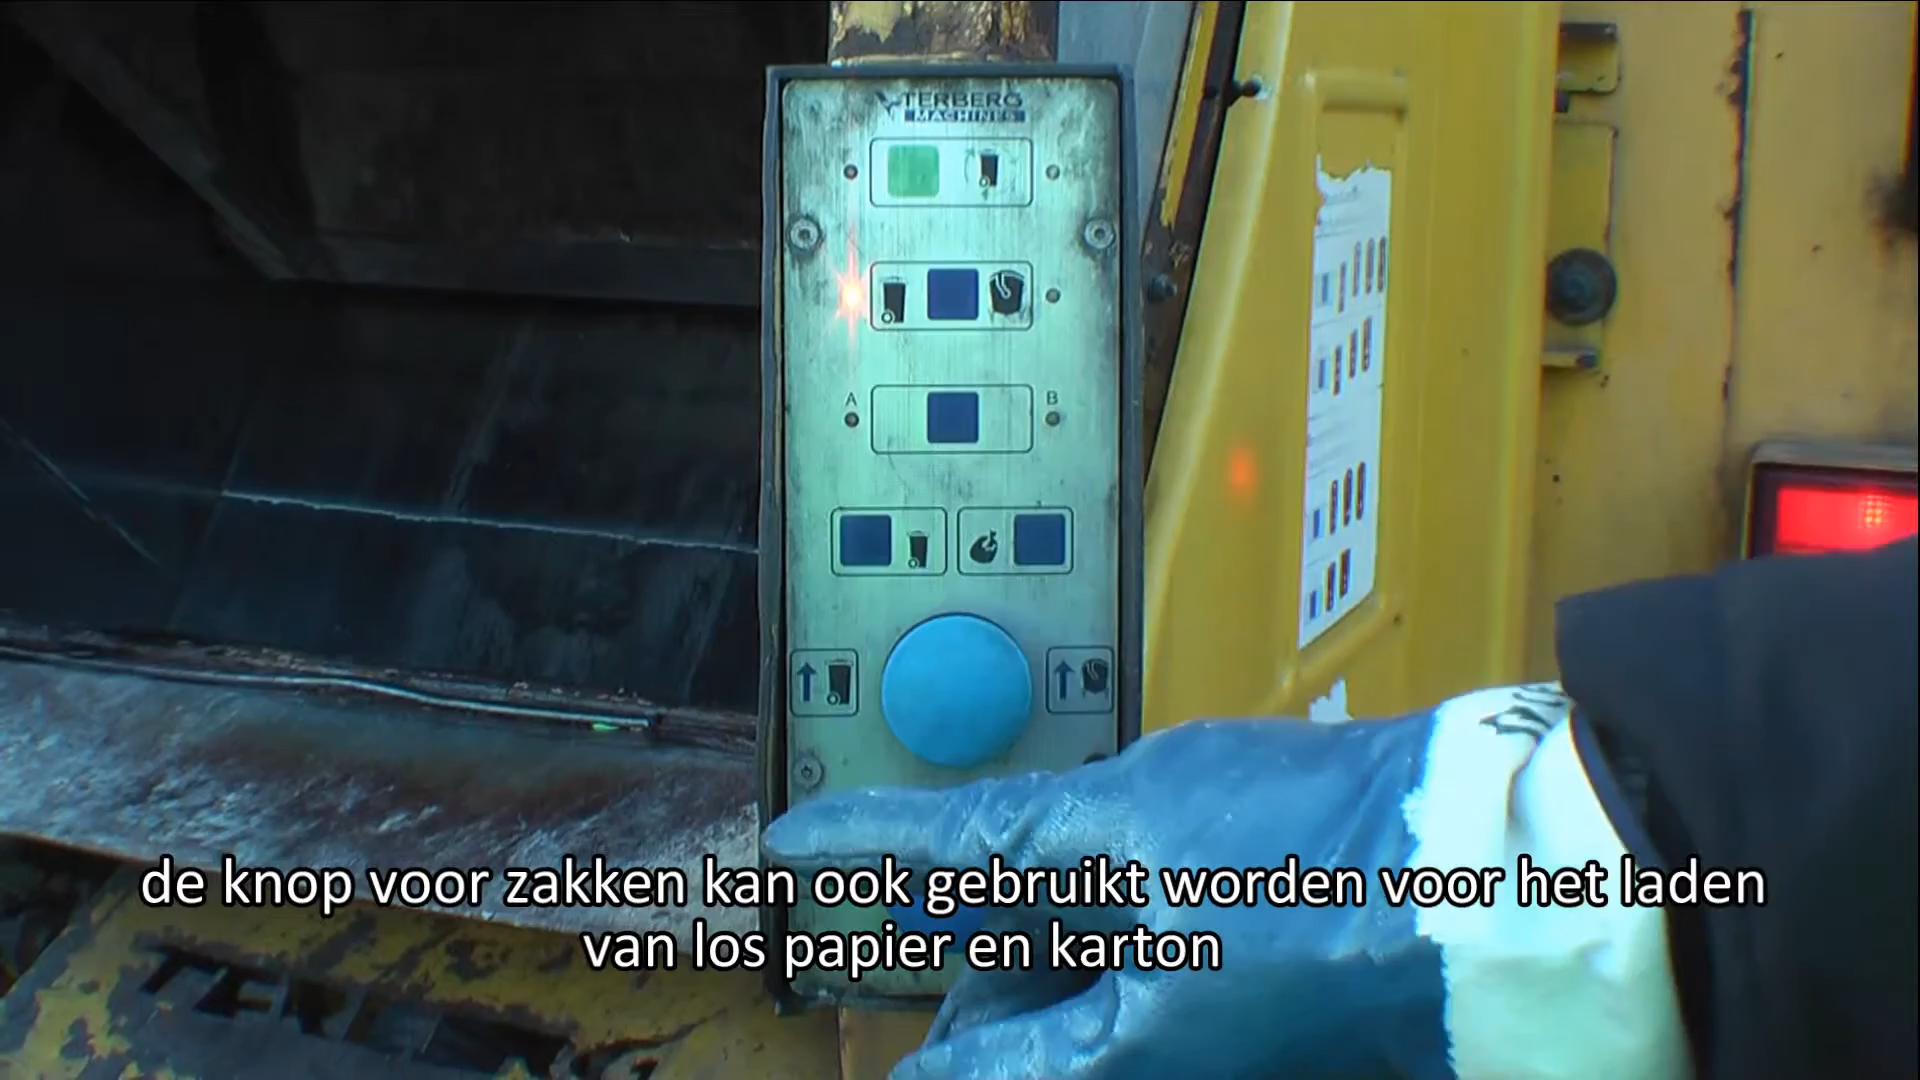 TERBERG
MACHINES
A B
de knop voor zakken kan ook gebruikt worden voor het laden
van los papier en karton